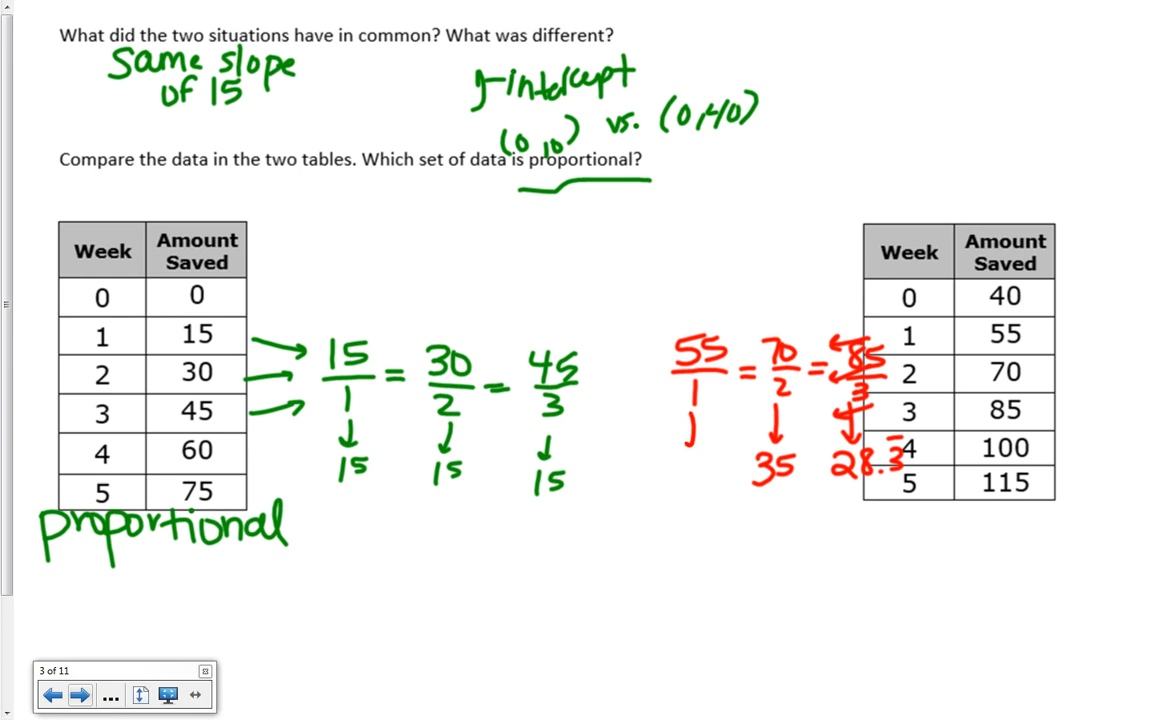 What did the two situations have in common? What was different?
Same slope
of 15
y-intercept
(0, 10) vs. (0, 40)
Compare the data in the two tables. Which set of data is proportional?
Week Amount Saved
0 0
1 15
2 30
3 45
4 60
5 75
proportional
15/1 = 30/2 = 45/3
15 15 15
55/1 = 70/2 = 85/3
35 28.3̅
Week Amount Saved
0 40
1 55
2 70
3 85
4 100
5 115
3 of 11
...